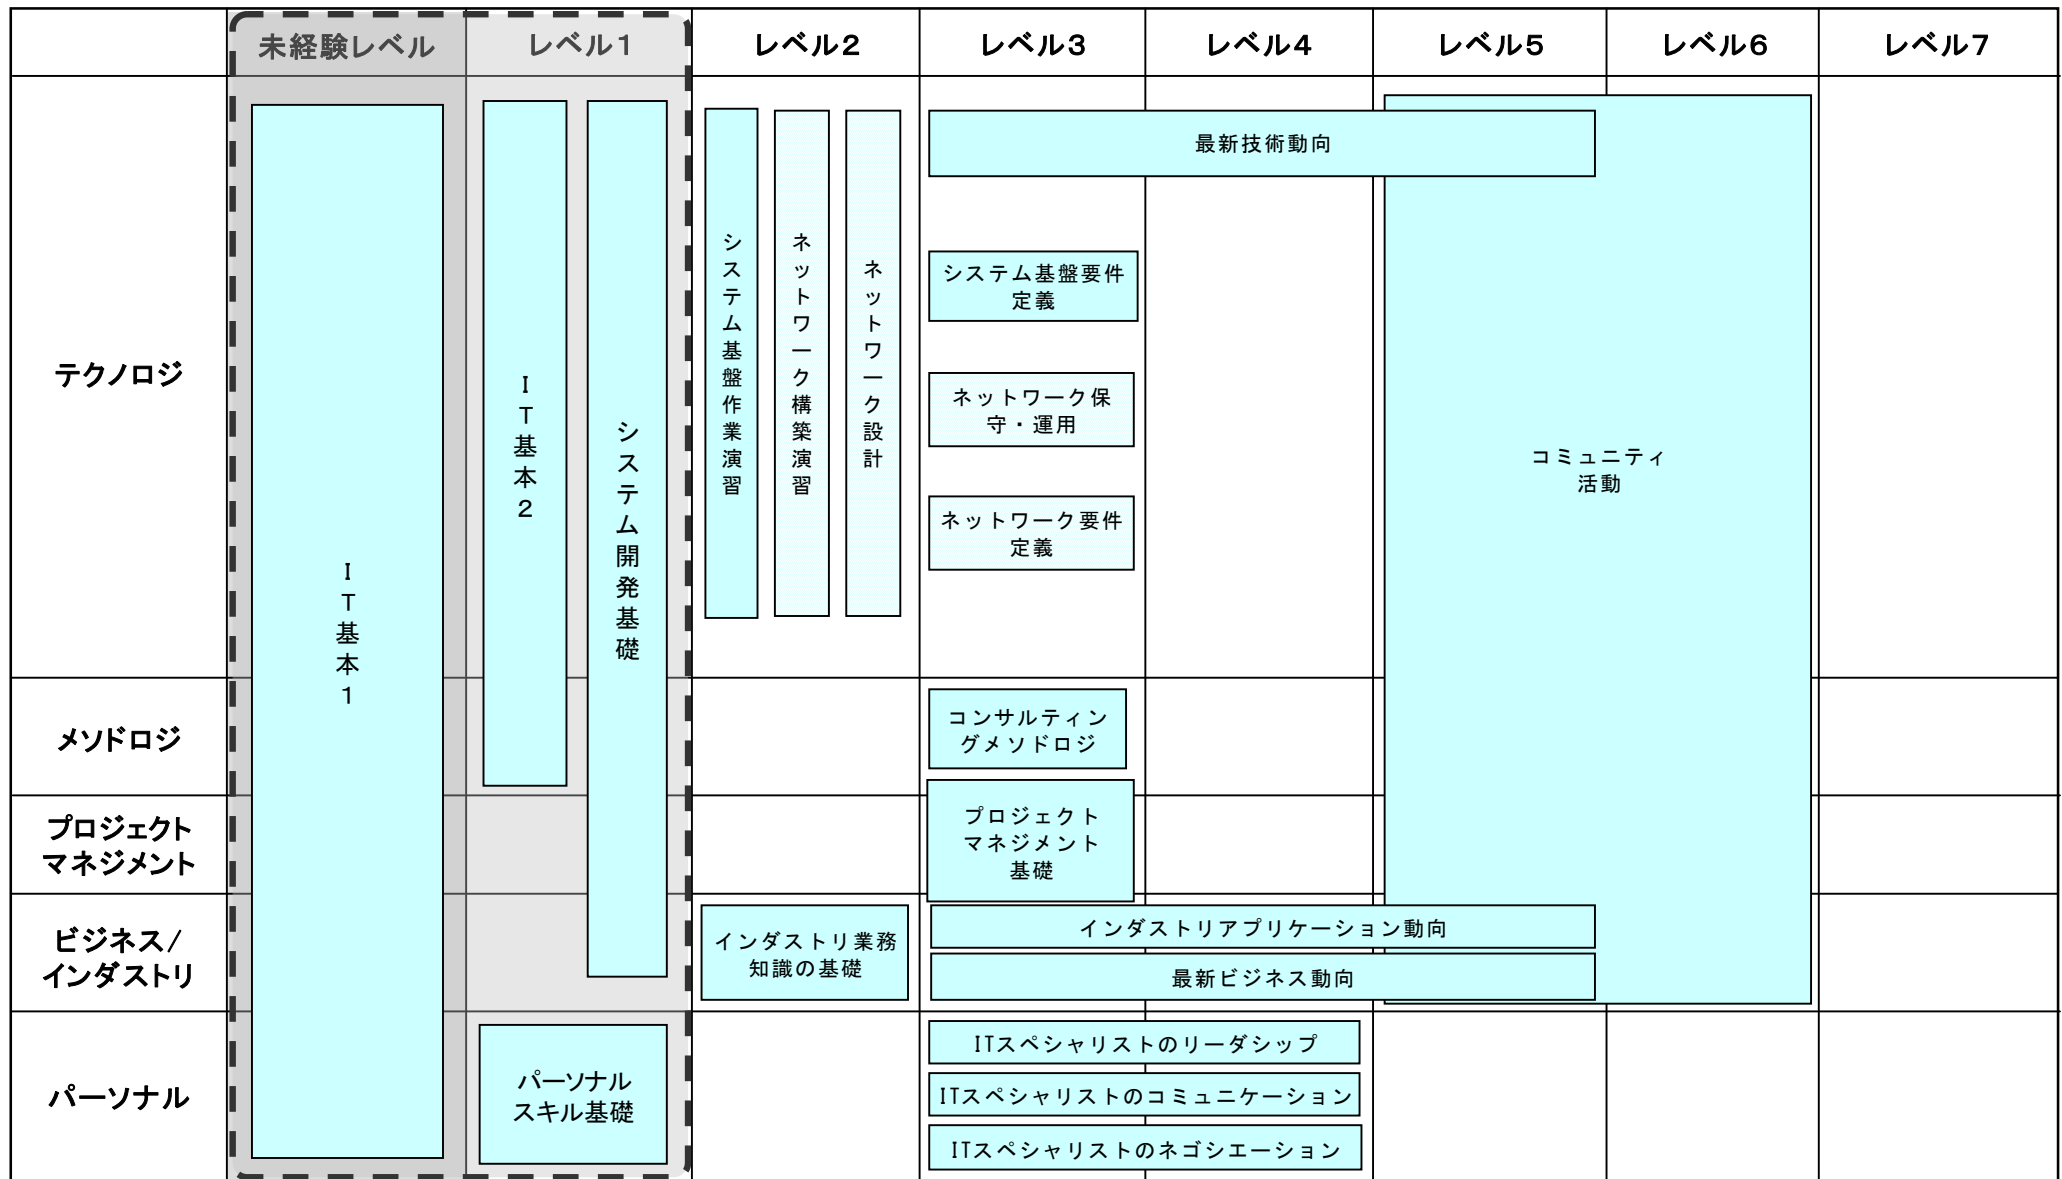 未経験レベル
レベル1
レベル2
レベル3
レベル4
レベル5
レベル6
レベル7
テクノロジ
IT基本1
IT基本2
システム開発基礎
システム基盤作業演習
ネットワーク構築演習
ネットワーク設計
最新技術動向
システム基盤要件
定義
ネットワーク保
守・運用
ネットワーク要件
定義
コミュニティ
活動
メソドロジ
コンサルティン
グメソドロジ
プロジェクト
マネジメント
プロジェクト
マネジメント
基礎
ビジネス/
インダストリ
インダストリ業務
知識の基礎
インダストリアプリケーション動向
最新ビジネス動向
パーソナル
パーソナル
スキル基礎
ITスペシャリストのリーダシップ
ITスペシャリストのコミュニケーション
ITスペシャリストのネゴシエーション